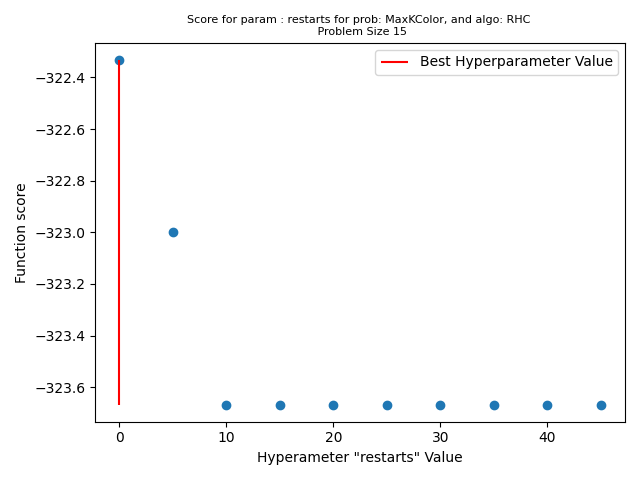 Score for param : restarts for prob: MaxKColor, and algo: RHC
Problem Size 15
Best Hyperparameter Value
Function score
−322.4
−322.6
−322.8
−323.0
−323.2
−323.4
−323.6
0
10
20
30
40
Hyperameter "restarts" Value